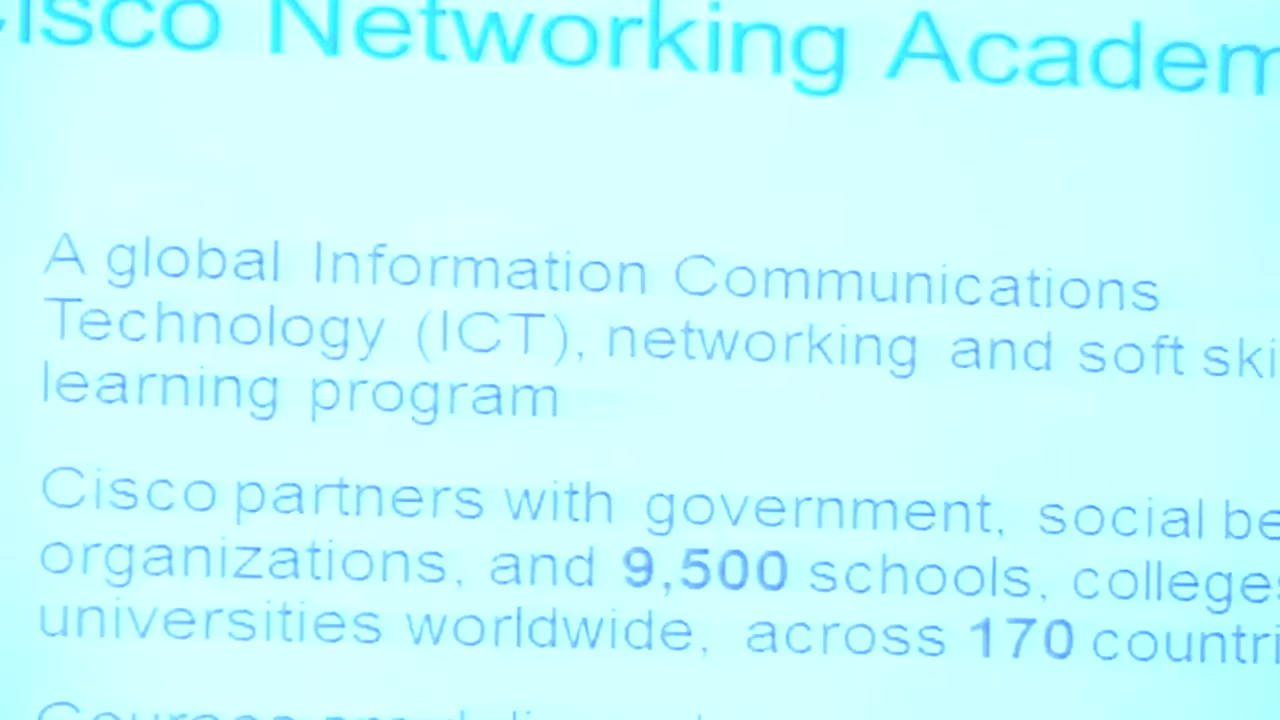 Cisco Networking Academ
A global Information Communications
Technology (ICT), networking and soft ski
learning program
Cisco partners with government, social be
organizations, and 9,500 schools, colleges
universities worldwide, across 170 countri